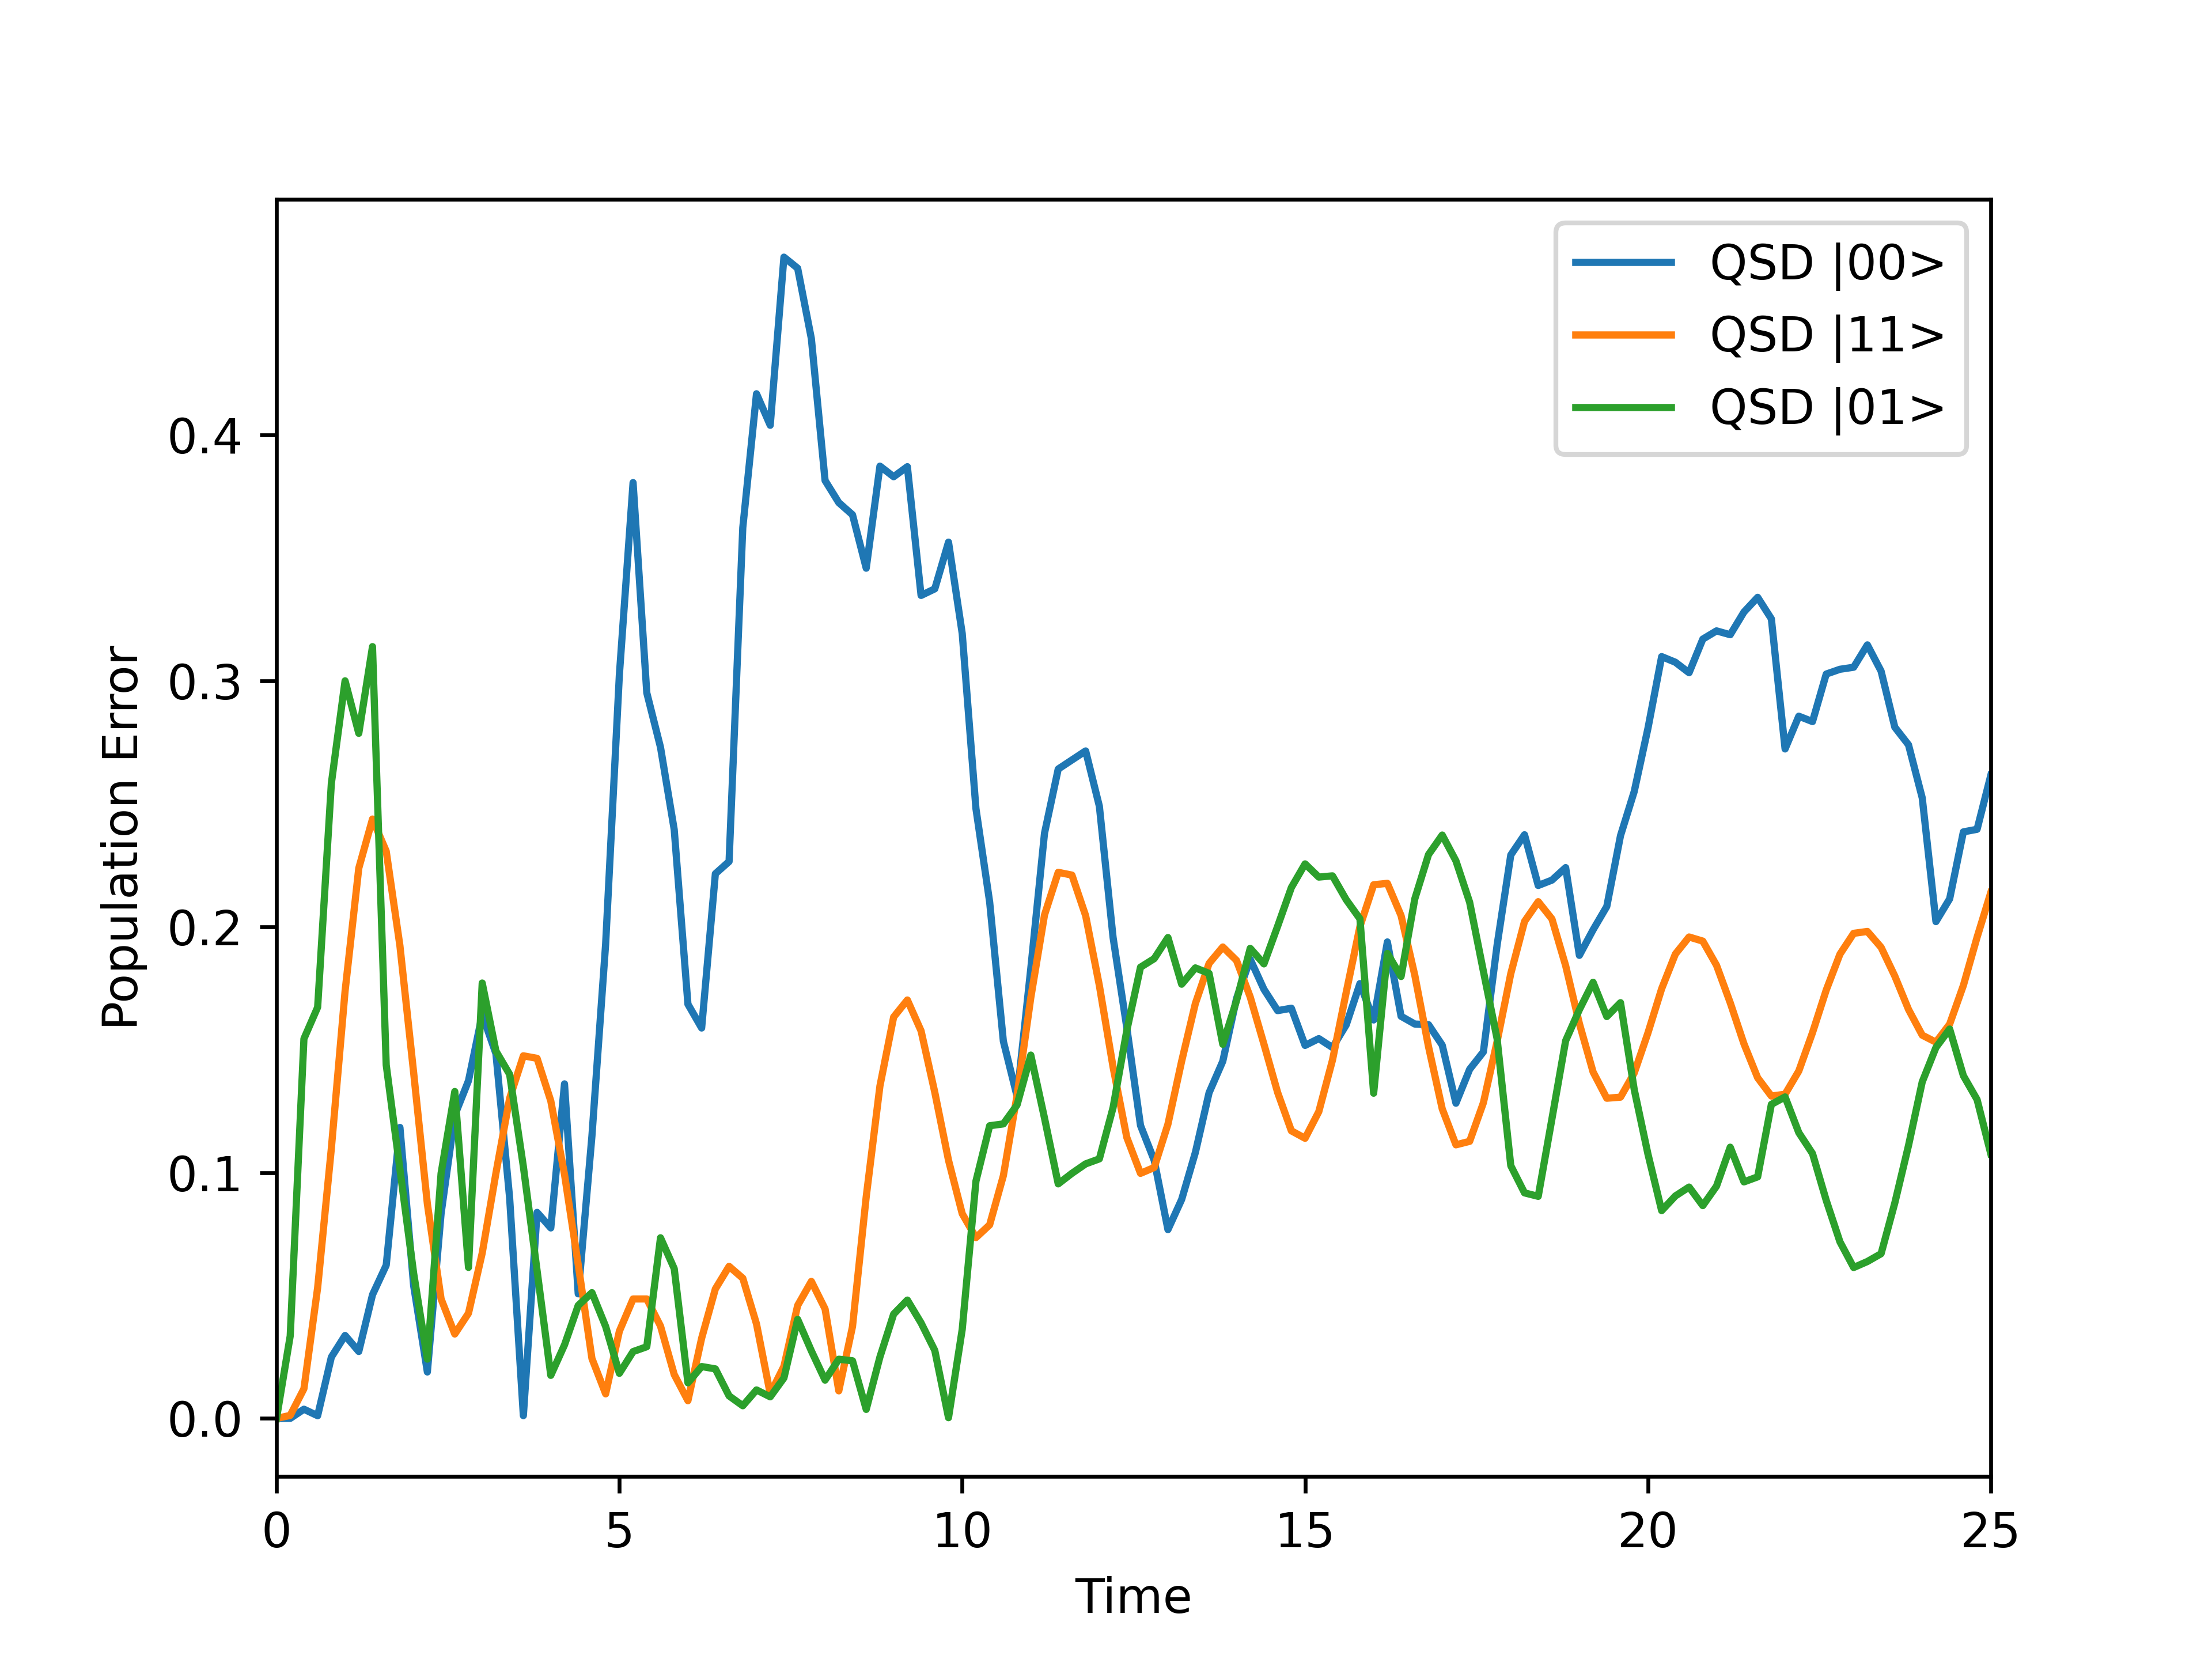 QSD |00>
QSD |11>
QSD |01>
0.4
0.3
0.2
0.1
0.0
Population Error
0 5 10 15 20 25
Time